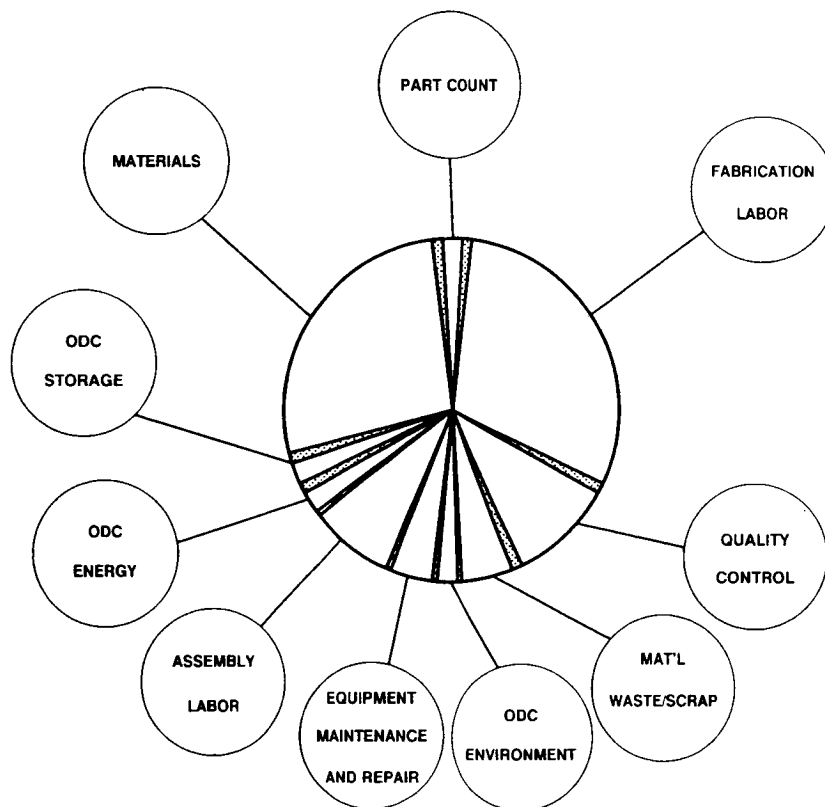 PART COUNT
FABRICATION
LABOR
MATERIALS
ODC
STORAGE
ODC
ENERGY
QUALITY
CONTROL
ASSEMBLY
LABOR
MAT'L
WASTE/SCRAP
EQUIPMENT
MAINTENANCE
AND REPAIR
ODC
ENVIRONMENT